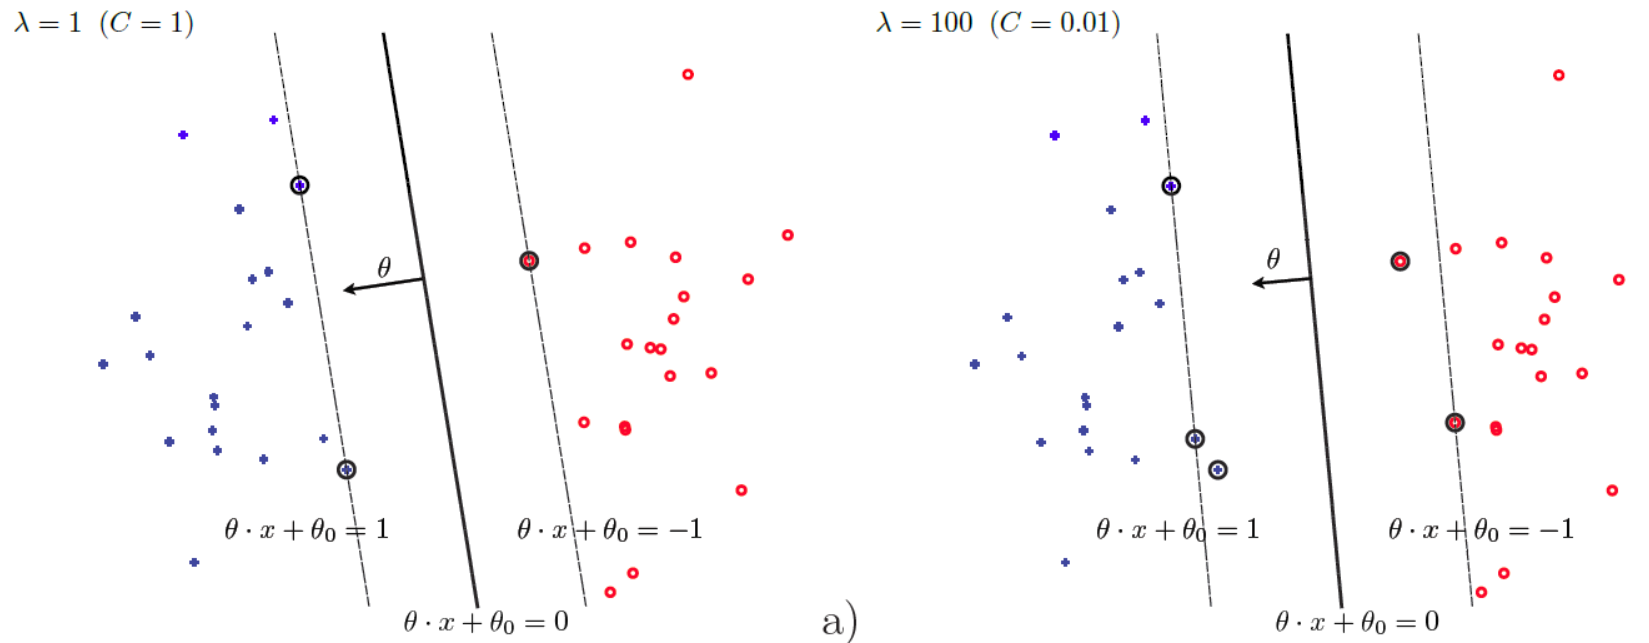 λ = 1 (C = 1)
θ
θ · x + θ₀ = 1
θ · x + θ₀ = −1
θ · x + θ₀ = 0
a)
λ = 100 (C = 0.01)
θ
θ · x + θ₀ = 1
θ · x + θ₀ = −1
θ · x + θ₀ = 0